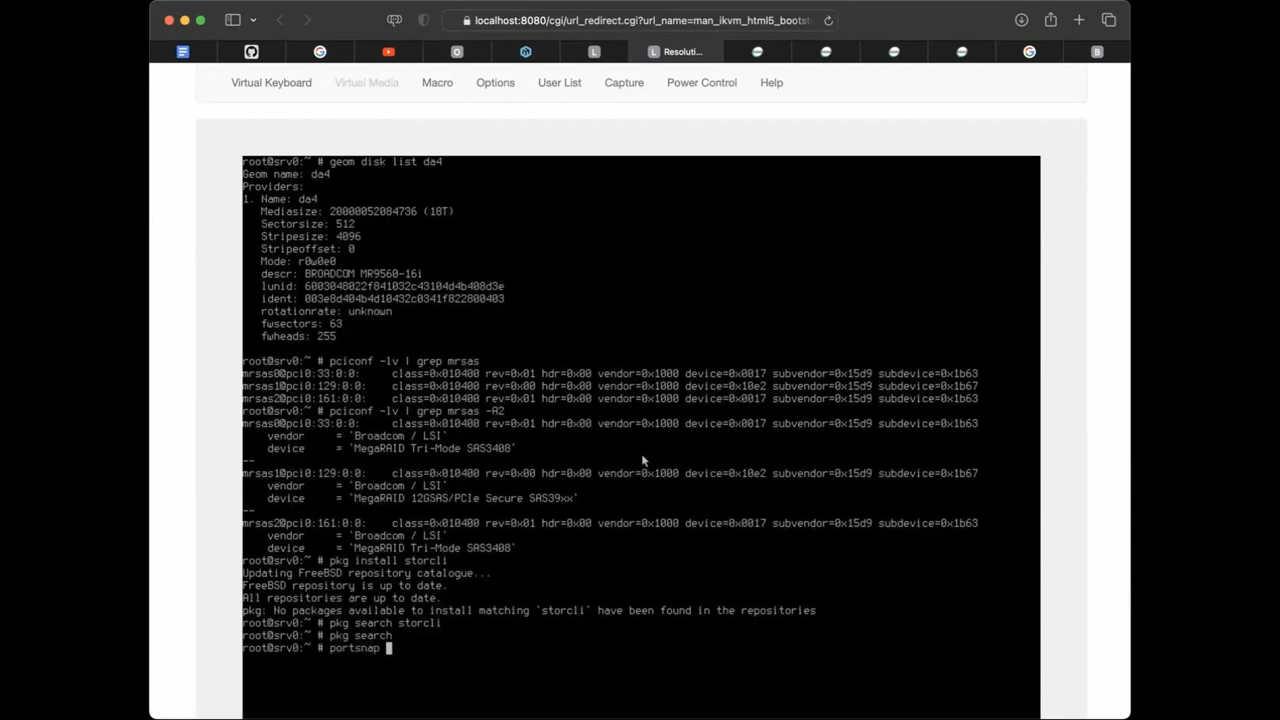 localhost:8080/cgi/url_redirect.cgi?url_name=man_ikvm_html5_bootst
G
O
L
L Resoluti...
G
B
Virtual Keyboard Virtual Media Macro Options User List Capture Power Control Help
root@srv0:~ # geom disk list da4
Geom name: da4
Providers:
1. Name: da4
Mediasize: 20000052084736 (18T)
Sectorsize: 512
Stripesize: 4096
Stripeoffset: 0
Mode: r0w0e0
descr: BROADCOM MR9560-16i
lunid: 6003048022f841032c43104d4b408d3e
ident: 003e8d404b4d10432c0341f822800403
rotationrate: unknown
fwsectors: 63
fwheads: 255
root@srv0:~ # pciconf -lv | grep mrsas
mrsas0@pci0:33:0:0: class=0x010400 rev=0x01 hdr=0x00 vendor=0x1000 device=0x0017 subvendor=0x15d9 subdevice=0x1b63
mrsas1@pci0:129:0:0: class=0x010400 rev=0x00 hdr=0x00 vendor=0x1000 device=0x10e2 subvendor=0x15d9 subdevice=0x1b67
mrsas2@pci0:161:0:0: class=0x010400 rev=0x01 hdr=0x00 vendor=0x1000 device=0x0017 subvendor=0x15d9 subdevice=0x1b63
root@srv0:~ # pciconf -lv | grep mrsas -A2
mrsas0@pci0:33:0:0: class=0x010400 rev=0x01 hdr=0x00 vendor=0x1000 device=0x0017 subvendor=0x15d9 subdevice=0x1b63
vendor = 'Broadcom / LSI'
device = 'MegaRAID Tri-Mode SAS3408'
--
mrsas1@pci0:129:0:0: class=0x010400 rev=0x00 hdr=0x00 vendor=0x1000 device=0x10e2 subvendor=0x15d9 subdevice=0x1b67
vendor = 'Broadcom / LSI'
device = 'MegaRAID 12GSAS/PCIe Secure SAS39xx'
--
mrsas2@pci0:161:0:0: class=0x010400 rev=0x01 hdr=0x00 vendor=0x1000 device=0x0017 subvendor=0x15d9 subdevice=0x1b63
vendor = 'Broadcom / LSI'
device = 'MegaRAID Tri-Mode SAS3408'
root@srv0:~ # pkg install storcli
Updating FreeBSD repository catalogue...
FreeBSD repository is up to date.
All repositories are up to date.
pkg: No packages available to install matching 'storcli' have been found in the repositories
root@srv0:~ # pkg search storcli
root@srv0:~ # pkg search
root@srv0:~ # portsnap